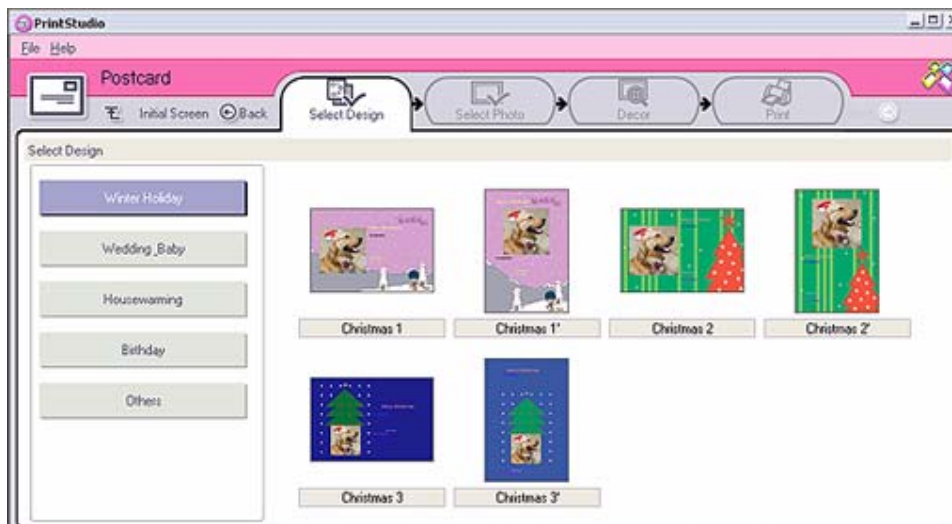 PrintStudio
File Help
Postcard
Initial Screen Back
Select Design
Select Photo
Decor
Print
Select Design
Winter Holiday
Wedding_Baby
Housewarming
Birthday
Others
Christmas 1
Christmas 1'
Christmas 2
Christmas 2'
Christmas 3
Christmas 3'